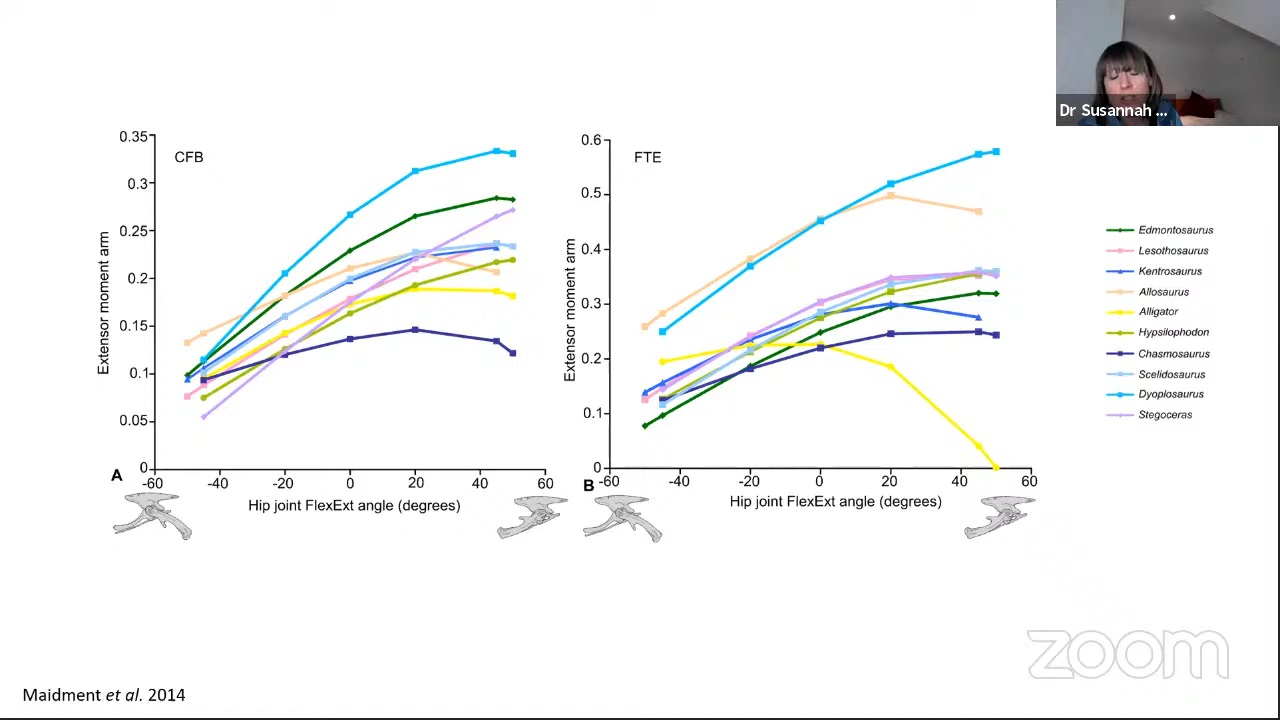 Dr Susannah ...
0.35
CFB
0.3
0.25
0.2
0.15
0.1
0.05
0
Extensor moment arm
A
-60
-40
-20
0
20
40
60
Hip joint FlexExt angle (degrees)
0.6
FTE
0.5
0.4
0.3
0.2
0.1
0
Extensor moment arm
B
-60
-40
-20
0
20
40
60
Hip joint FlexExt angle (degrees)
Edmontosaurus
Lesothosaurus
Kentrosaurus
Allosaurus
Alligator
Hypsilophodon
Chasmosaurus
Scelidosaurus
Dyoplosaurus
Stegoceras
zoom
Maidment et al. 2014